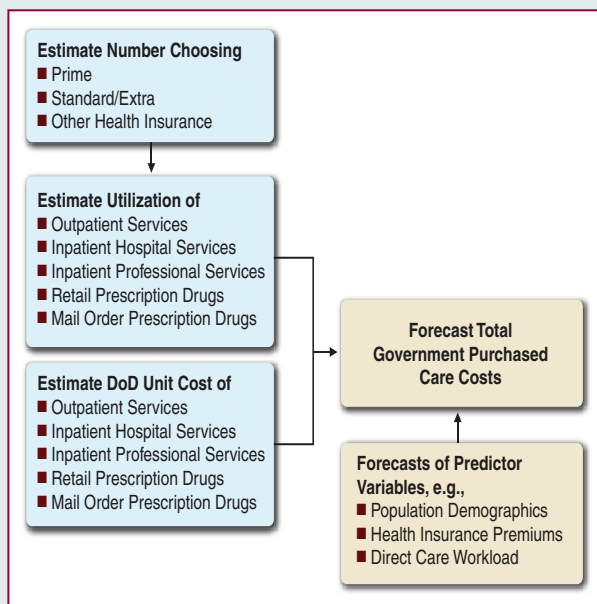 Estimate Number Choosing
■ Prime
■ Standard/Extra
■ Other Health Insurance
Estimate Utilization of
■ Outpatient Services
■ Inpatient Hospital Services
■ Inpatient Professional Services
■ Retail Prescription Drugs
■ Mail Order Prescription Drugs
Estimate DoD Unit Cost of
■ Outpatient Services
■ Inpatient Hospital Services
■ Inpatient Professional Services
■ Retail Prescription Drugs
■ Mail Order Prescription Drugs
Forecast Total
Government Purchased
Care Costs
Forecasts of Predictor
Variables, e.g.,
■ Population Demographics
■ Health Insurance Premiums
■ Direct Care Workload